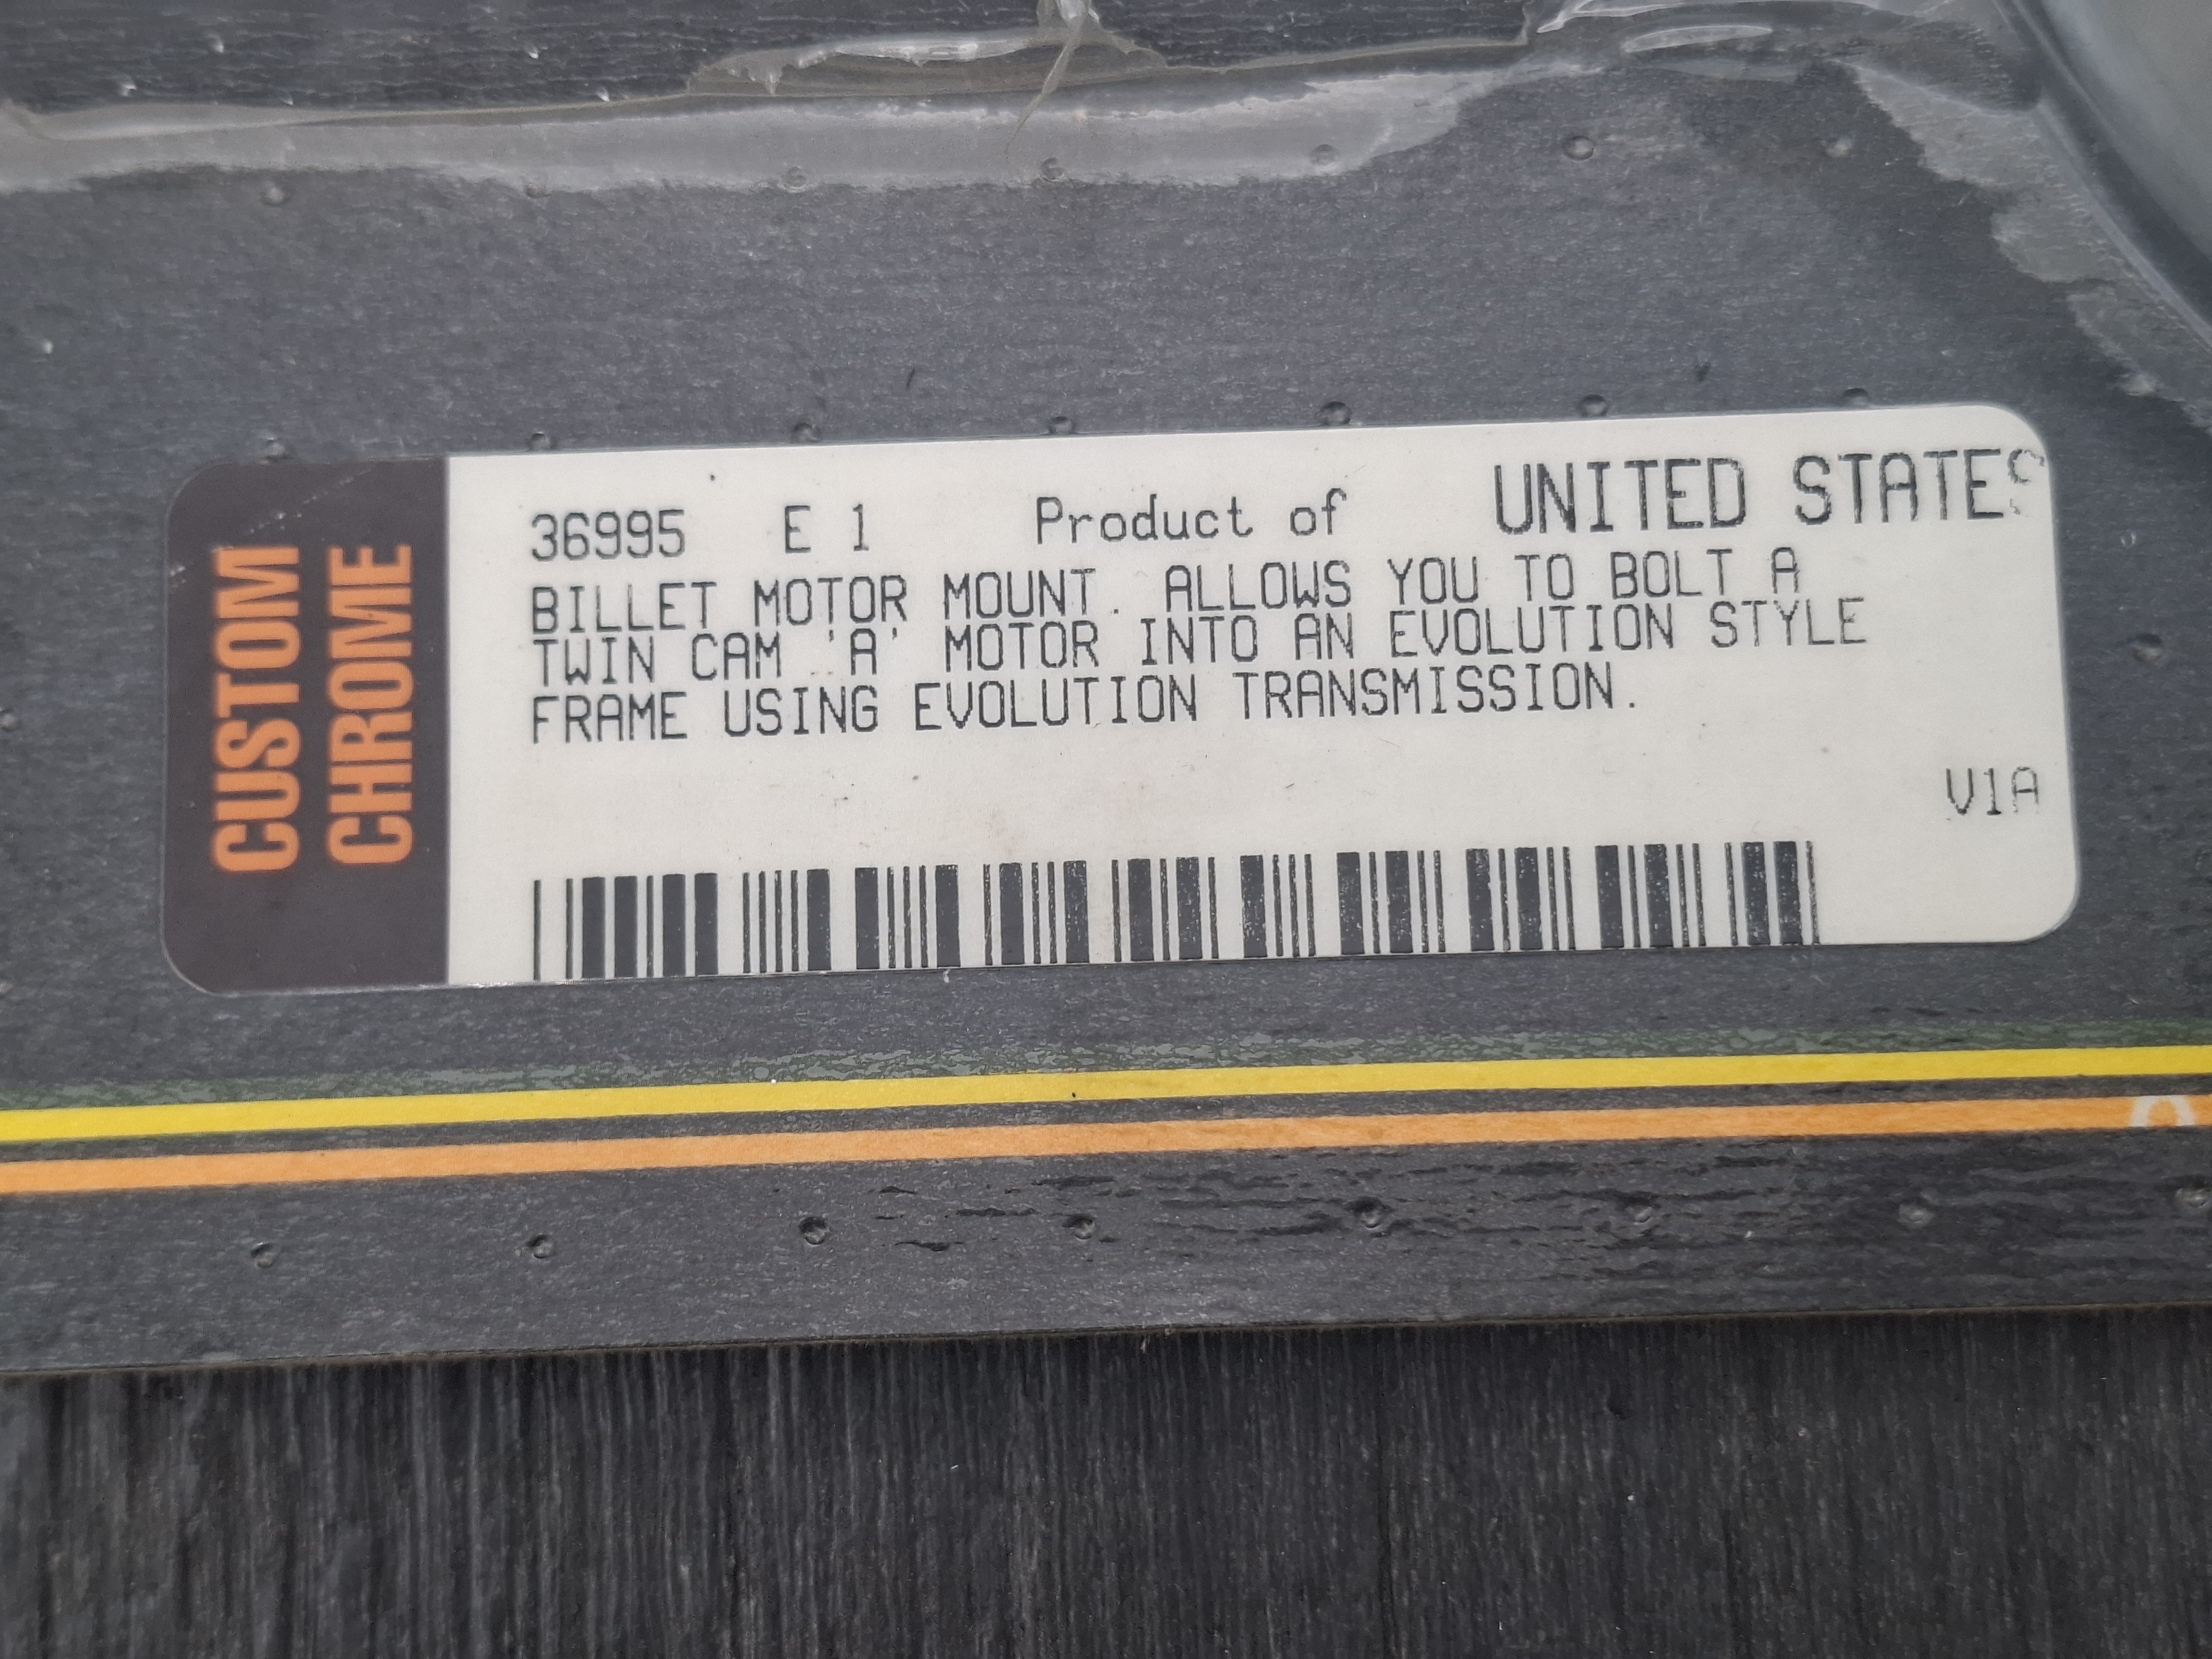 CUSTOM
CHROME
36995 E 1 Product of UNITED STATES
BILLET MOTOR MOUNT. ALLOWS YOU TO BOLT A
TWIN CAM 'A' MOTOR INTO AN EVOLUTION STYLE
FRAME USING EVOLUTION TRANSMISSION.
V1A